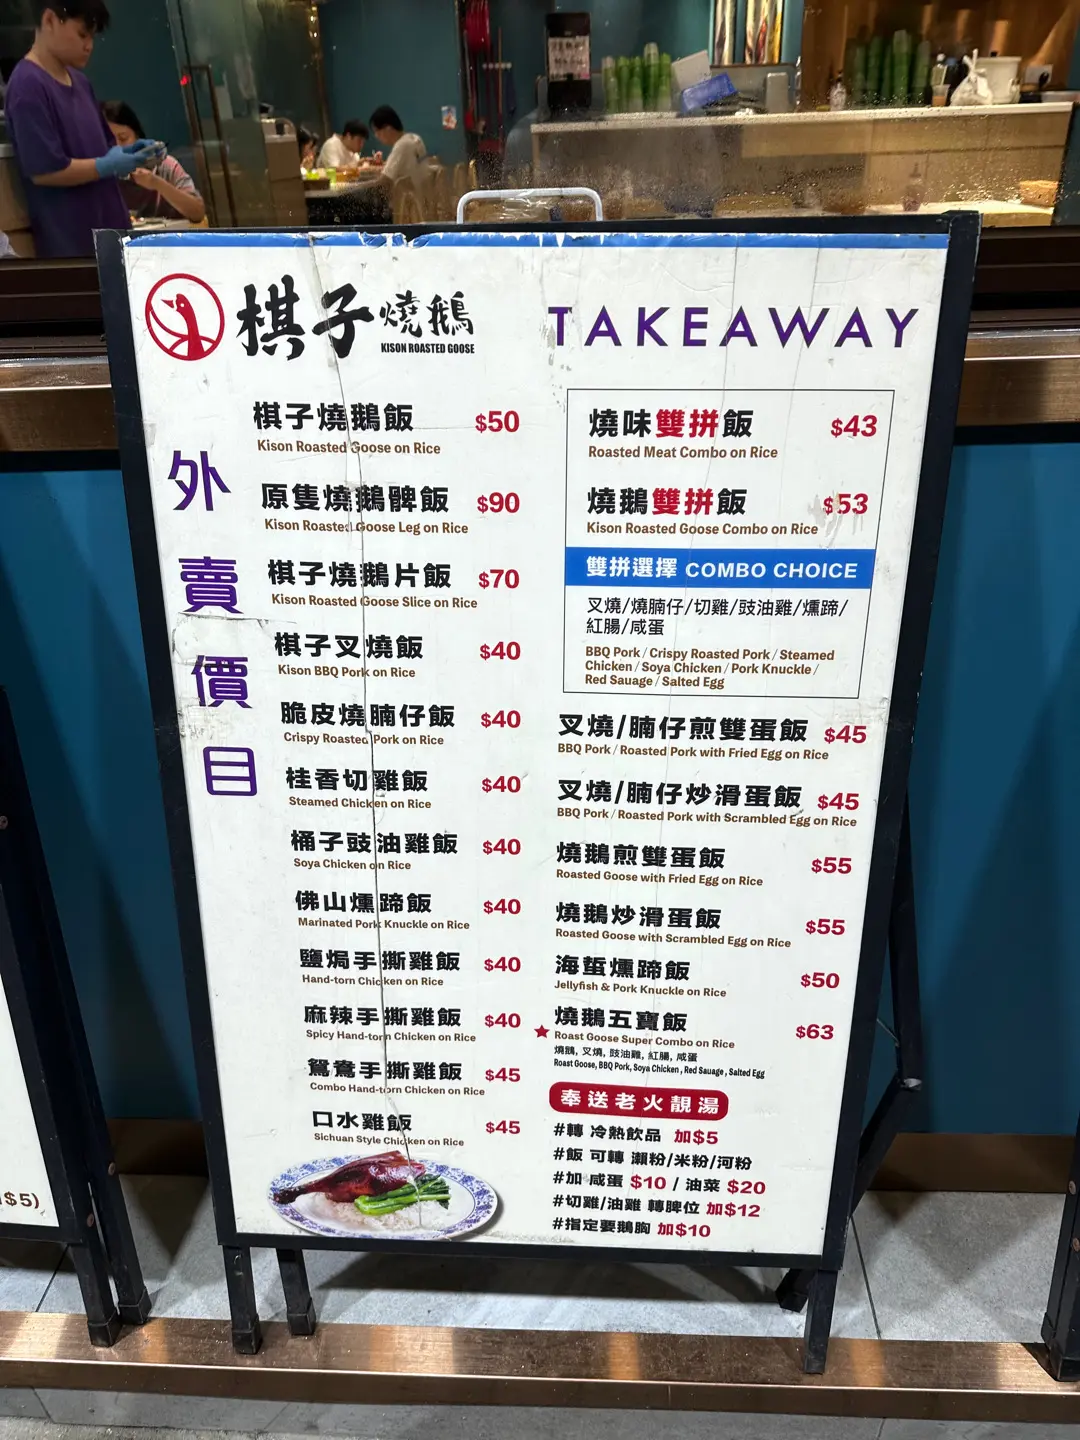 棋子燒鵝
KISON ROASTED GOOSE
TAKEAWAY
外賣價目
棋子燒鵝飯 $50
Kison Roasted Goose on Rice
原隻燒鵝髀飯 $90
Kison Roasted Goose Leg on Rice
棋子燒鵝片飯 $70
Kison Roasted Goose Slice on Rice
棋子叉燒飯 $40
Kison BBQ Pork on Rice
脆皮燒腩仔飯 $40
Crispy Roasted Pork on Rice
桂香切雞飯 $40
Steamed Chicken on Rice
桶子豉油雞飯 $40
Soya Chicken on Rice
佛山燻蹄飯 $40
Marinated Pork Knuckle on Rice
鹽焗手撕雞飯 $40
Hand-torn Chicken on Rice
麻辣手撕雞飯 $40
Spicy Hand-torn Chicken on Rice
鴛鴦手撕雞飯 $45
Combo Hand-torn Chicken on Rice
口水雞飯 $45
Sichuan Style Chicken on Rice
燒味雙拼飯 $43
Roasted Meat Combo on Rice
燒鵝雙拼飯 $53
Kison Roasted Goose Combo on Rice
雙拼選擇 COMBO CHOICE
叉燒/燒腩仔/切雞/豉油雞/燻蹄/
紅腸/咸蛋
BBQ Pork / Crispy Roasted Pork / Steamed
Chicken / Soya Chicken / Pork Knuckle /
Red Sauage / Salted Egg
叉燒/腩仔煎雙蛋飯 $45
BBQ Pork / Roasted Pork with Fried Egg on Rice
叉燒/腩仔炒滑蛋飯 $45
BBQ Pork / Roasted Pork with Scrambled Egg on Rice
燒鵝煎雙蛋飯 $55
Roasted Goose with Fried Egg on Rice
燒鵝炒滑蛋飯 $55
Roasted Goose with Scrambled Egg on Rice
海蜇燻蹄飯 $50
Jellyfish & Pork Knuckle on Rice
★ 燒鵝五寶飯 $63
Roast Goose Super Combo on Rice
燒鵝, 叉燒, 豉油雞, 紅腸, 咸蛋
Roast Goose, BBQ Pork, Soya Chicken, Red Sauage, Salted Egg
奉送老火靚湯
#轉 冷熱飲品 加$5
#飯 可轉 瀨粉/米粉/河粉
#加 咸蛋 $10 / 油菜 $20
#切雞/油雞 轉脾位 加$12
#指定要鵝胸 加$10
$5)